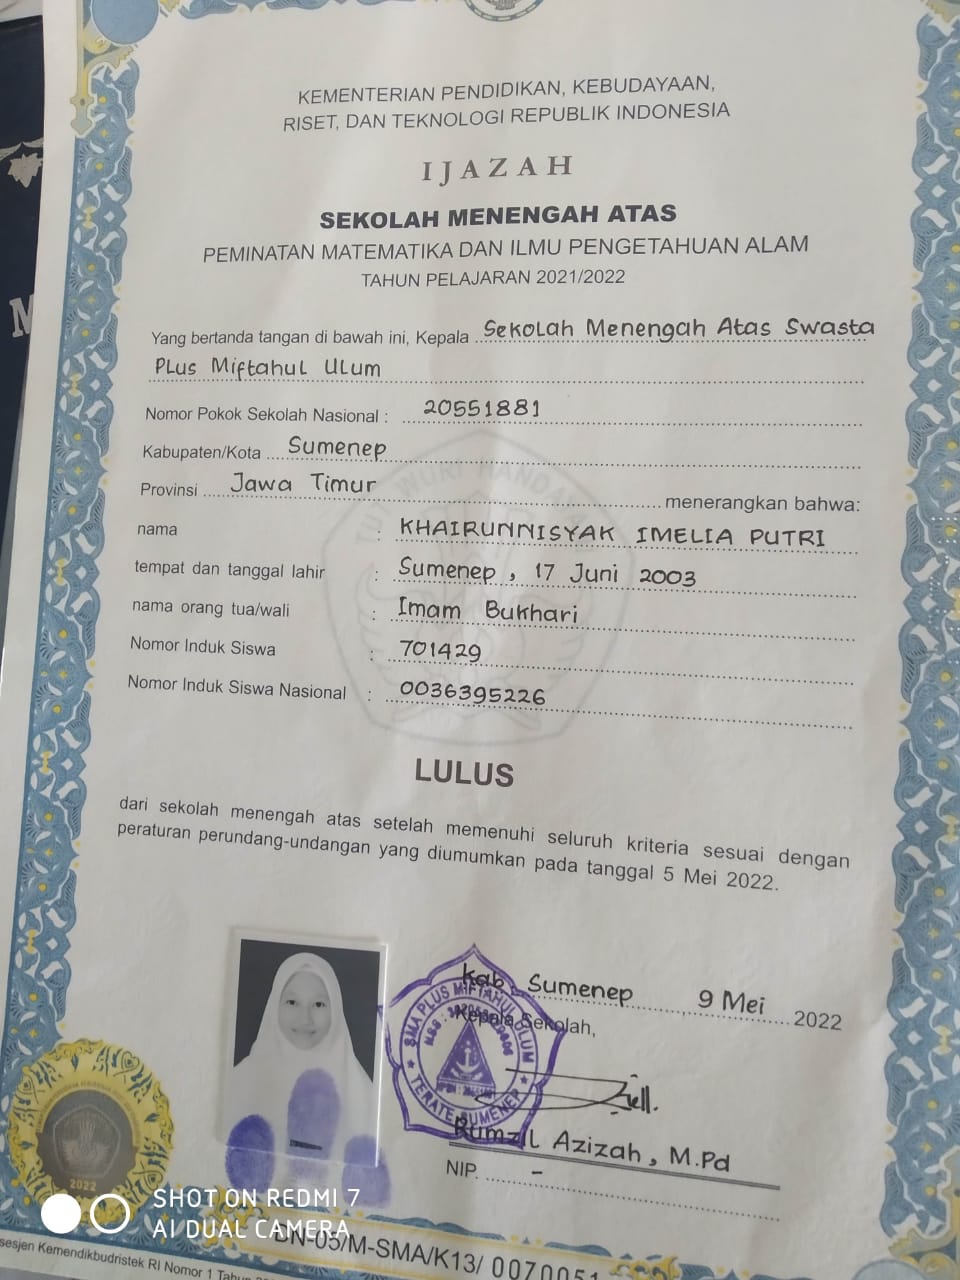 KEMENTERIAN PENDIDIKAN, KEBUDAYAAN,
RISET, DAN TEKNOLOGI REPUBLIK INDONESIA
IJAZAH
SEKOLAH MENENGAH ATAS
PEMINATAN MATEMATIKA DAN ILMU PENGETAHUAN ALAM
TAHUN PELAJARAN 2021/2022
Yang bertanda tangan di bawah ini, Kepala Sekolah Menengah Atas Swasta
Plus Miftahul Ulum
Nomor Pokok Sekolah Nasional : 20551881
Kabupaten/Kota Sumenep
Provinsi Jawa Timur menerangkan bahwa:
nama : KHAIRUNNISYAK IMELIA PUTRI
tempat dan tanggal lahir : Sumenep, 17 Juni 2003
nama orang tua/wali : Imam Bukhari
Nomor Induk Siswa : 701429
Nomor Induk Siswa Nasional : 0036395226
LULUS
dari sekolah menengah atas setelah memenuhi seluruh kriteria sesuai dengan
peraturan perundang-undangan yang diumumkan pada tanggal 5 Mei 2022.
Kab Sumenep, 9 Mei 2022
Kepala Sekolah,
SMA PLUS MIFTAHUL ULUM
TERATE SUMENEP
Rumzil Azizah, M.Pd
NIP. -
2022
SHOT ON REDMI 7
AI DUAL CAMERA
DN-05/M-SMA/K13/ 0070051
sesjen Kemendikbudristek RI Nomor 1 Tahun